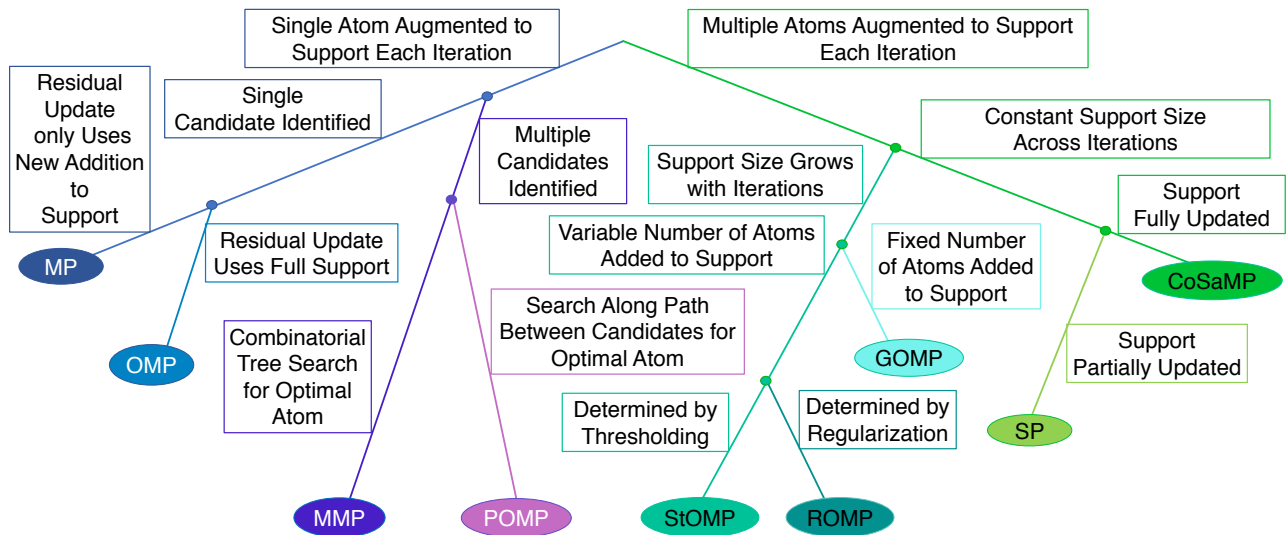 Single Atom Augmented to
Support Each Iteration
Multiple Atoms Augmented to Support
Each Iteration
Residual
Update
only Uses
New Addition
to
Support
Single
Candidate Identified
Multiple
Candidates
Identified
Constant Support Size
Across Iterations
Support Size Grows
with Iterations
Support
Fully Updated
Residual Update
Uses Full Support
Variable Number of Atoms
Added to Support
Fixed Number
of Atoms Added
to Support
MP
CoSaMP
Combinatorial
Tree Search
for Optimal
Atom
Search Along Path
Between Candidates for
Optimal Atom
Support
Partially Updated
OMP
GOMP
Determined by
Thresholding
Determined by
Regularization
SP
MMP
POMP
StOMP
ROMP